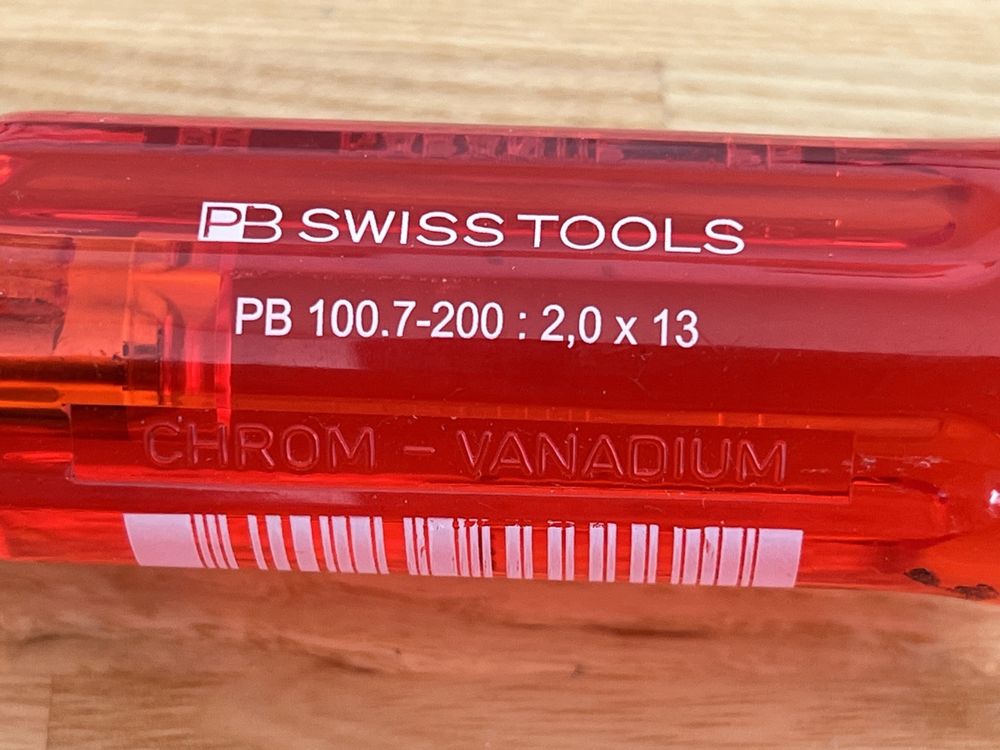 PB SWISS TOOLS
PB 100.7-200 : 2,0 x 13
CHROM - VANADIUM